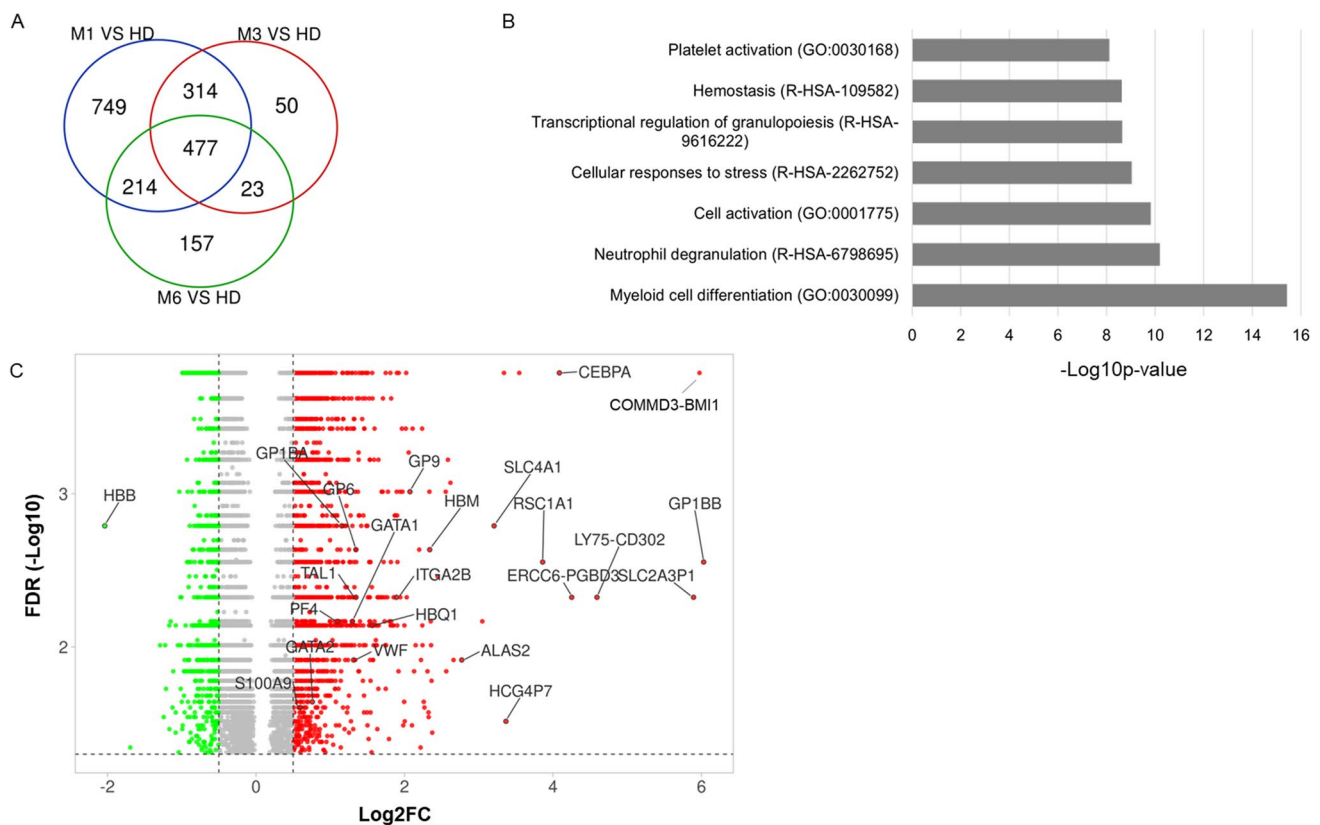 A
M1 VS HD
M3 VS HD
749
314
50
477
214
23
157
M6 VS HD
B
Platelet activation (GO:0030168)
Hemostasis (R-HSA-109582)
Transcriptional regulation of granulopoiesis (R-HSA-
9616222)
Cellular responses to stress (R-HSA-2262752)
Cell activation (GO:0001775)
Neutrophil degranulation (R-HSA-6798695)
Myeloid cell differentiation (GO:0030099)
0 2 4 6 8 10 12 14 16
-Log10p-value
C
CEBPA
COMMD3-BMI1
GP1BA
GP9
SLC4A1
HBB
GP6
HBM
RSC1A1
GP1BB
GATA1
LY75-CD302
TAL1
ITGA2B
ERCC6-PGBD3
SLC2A3P1
PF4
HBQ1
GATA2
VWF
ALAS2
S100A9
HCG4P7
3
2
FDR (-Log10)
-2 0 2 4 6
Log2FC